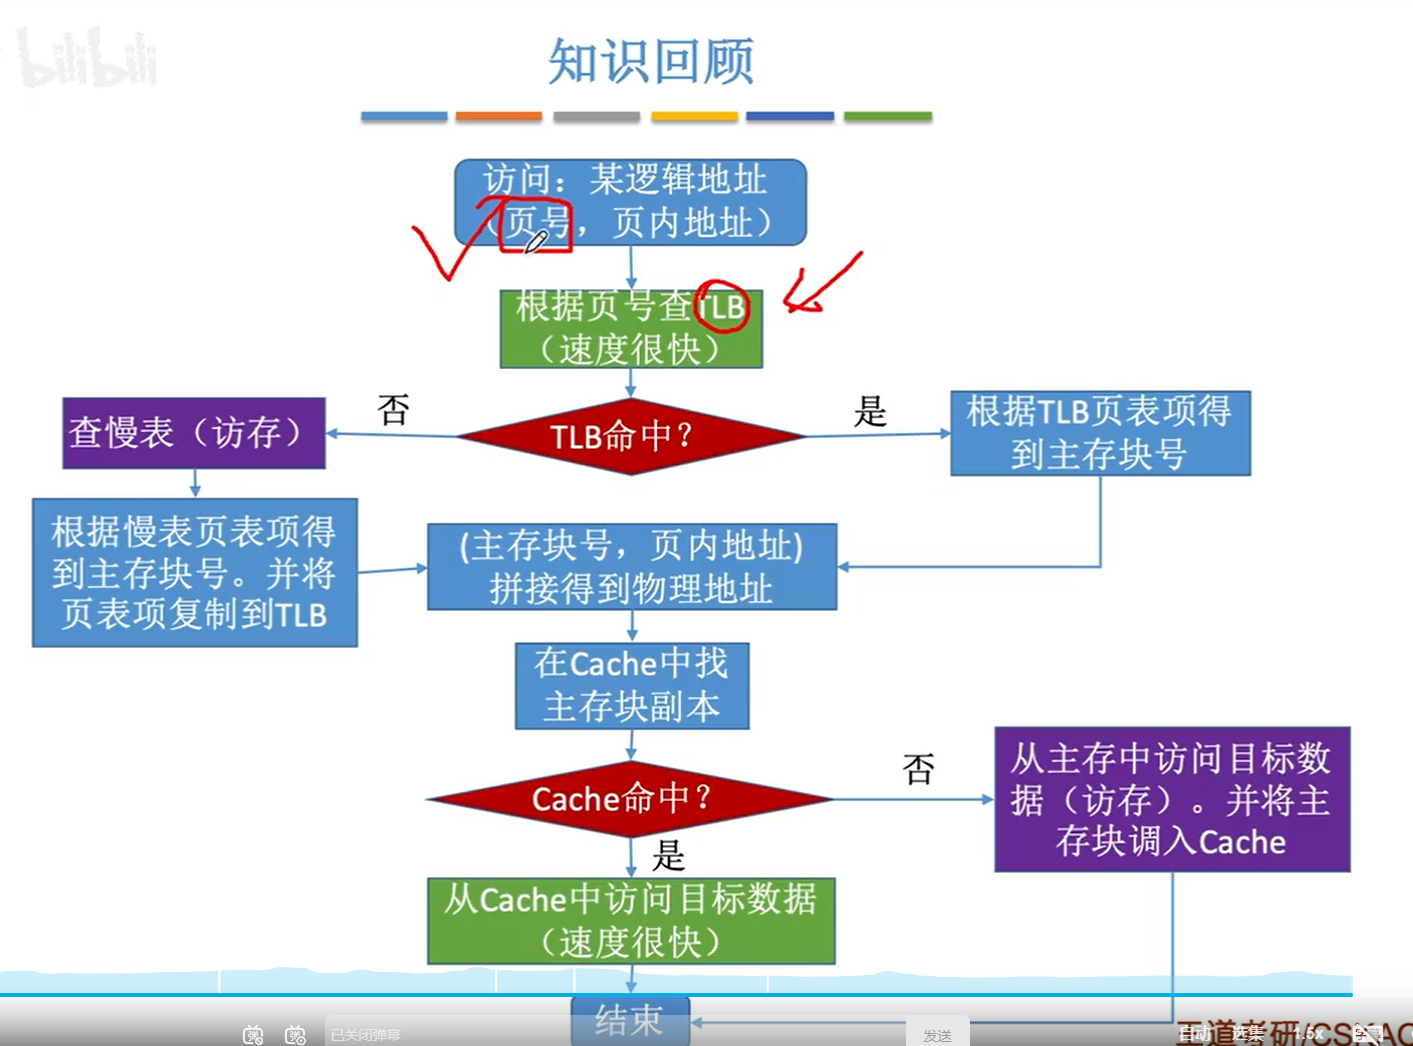 bilibili
知识回顾
访问：某逻辑地址
（页号，页内地址）
根据页号查TLB
（速度很快）
否
是
查慢表（访存）
TLB命中？
根据TLB页表项得
到主存块号
根据慢表页表项得
到主存块号。并将
页表项复制到TLB
(主存块号，页内地址)
拼接得到物理地址
在Cache中找
主存块副本
Cache命中？
否
从主存中访问目标数
据（访存）。并将主
存块调入Cache
是
从Cache中访问目标数据
（速度很快）
结束
已关闭弹幕
发送
自动
选集
1.5x
王道考研/CSKAO